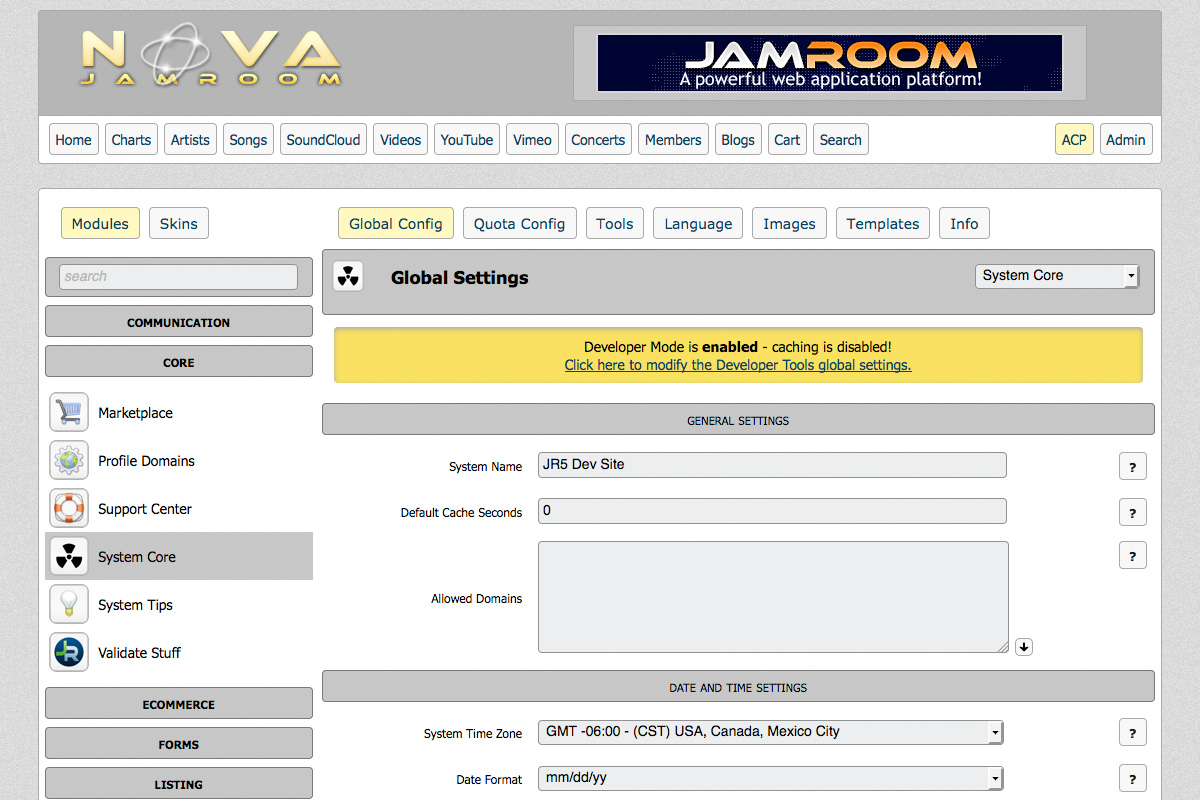 NOVA
JAMROOM
JAMROOM
A powerful web application platform!
Home Charts Artists Songs SoundCloud Videos YouTube Vimeo Concerts Members Blogs Cart Search ACP Admin
Modules Skins Global Config Quota Config Tools Language Images Templates Info
search
Global Settings
System Core
COMMUNICATION
CORE
Marketplace
Profile Domains
Support Center
System Core
System Tips
Validate Stuff
ECOMMERCE
FORMS
LISTING
Developer Mode is enabled - caching is disabled!
Click here to modify the Developer Tools global settings.
GENERAL SETTINGS
System Name JR5 Dev Site ?
Default Cache Seconds 0 ?
Allowed Domains ?
DATE AND TIME SETTINGS
System Time Zone GMT -06:00 - (CST) USA, Canada, Mexico City ?
Date Format mm/dd/yy ?